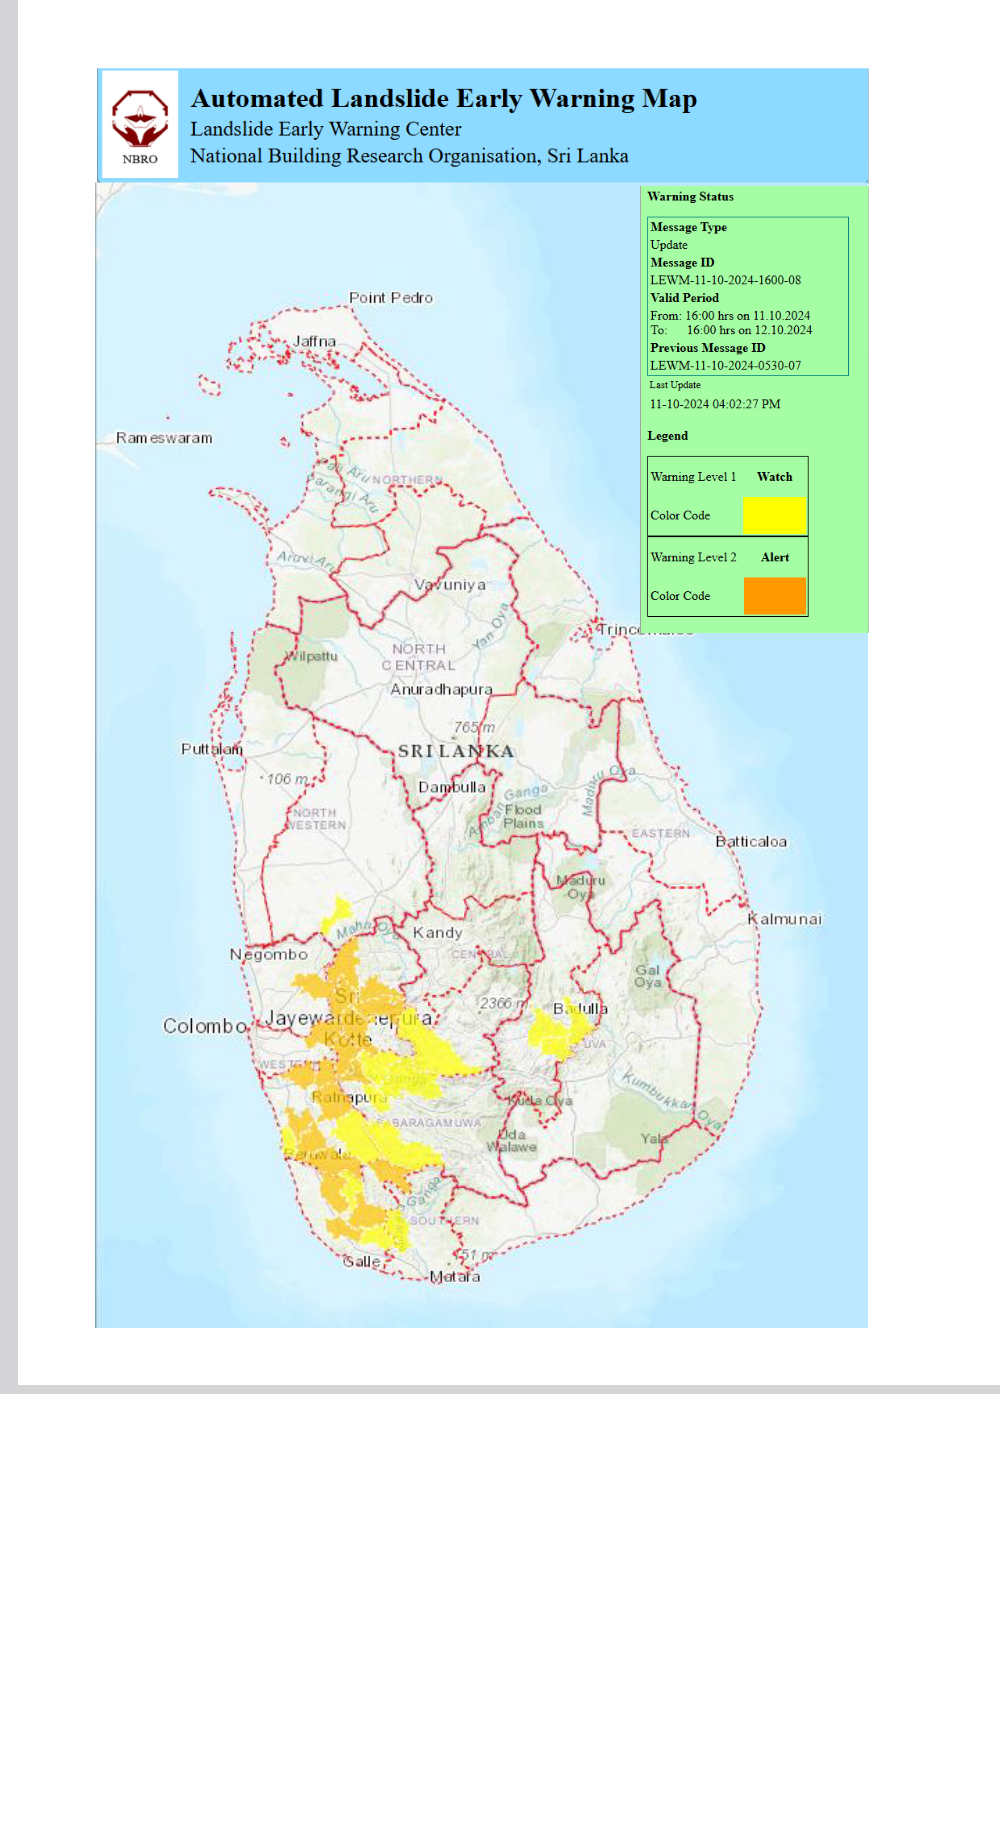 Automated Landslide Early Warning Map
Landslide Early Warning Center
National Building Research Organisation, Sri Lanka
NBRO
Warning Status
Message Type
Update
Message ID
LEWM-11-10-2024-1600-08
Valid Period
From: 16:00 hrs on 11.10.2024
To: 16:00 hrs on 12.10.2024
Previous Message ID
LEWM-11-10-2024-0530-07
Last Update
11-10-2024 04:02:27 PM
Legend
Warning Level 1 Watch
Color Code
Warning Level 2 Alert
Color Code
Point Pedro
Jaffna
Rameswaram
Pali Aru
Parangi Aru
NORTHERN
Aruvi Aru
Vavuniya
Yan Oya
Wilpattu
NORTH
CENTRAL
Anuradhapura
765 m
SRI LANKA
Puttalam
106 m
Dambulla
Amban Ganga
Flood
Plains
Maduru Oya
NORTH
WESTERN
EASTERN
Batticaloa
Maduru
Oya
Kalmunai
Maha Oya
Kandy
Negombo
CENTRAL
Gal
Oya
Sri
2366 m
Badulla
Colombo
Jayewardenepura
Kotte
UVA
Ganga
Kumbukkan Oya
Ratnapura
Kuda Oya
SABARAGAMUWA
Uda
Walawe
Yala
Beruwala
Ganga
SOUTHERN
Galle
51 m
Matara